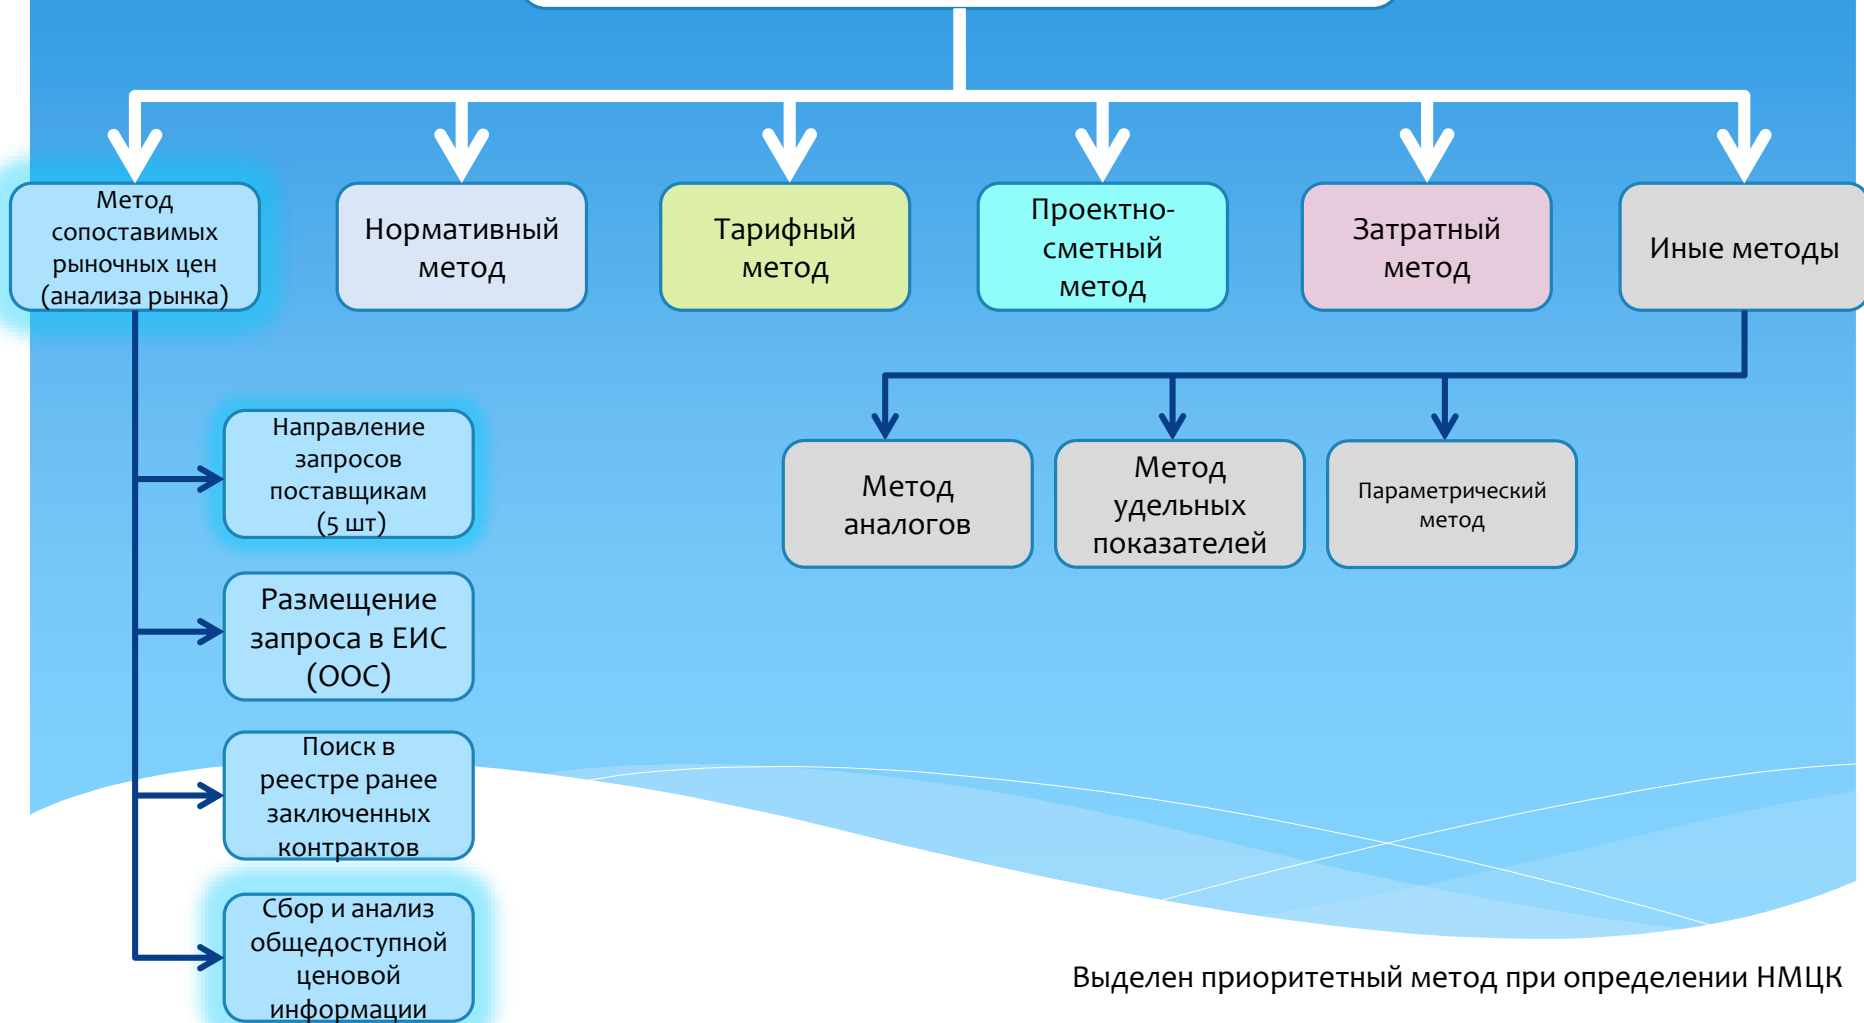 Метод
сопоставимых
рыночных цен
(анализа рынка)
Нормативный
метод
Тарифный
метод
Проектно-
сметный
метод
Затратный
метод
Иные методы
Направление
запросов
поставщикам
(5 шт)
Размещение
запроса в ЕИС
(ООС)
Поиск в
реестре ранее
заключенных
контрактов
Сбор и анализ
общедоступной
ценовой
информации
Метод
аналогов
Метод
удельных
показателей
Параметрический
метод
Выделен приоритетный метод при определении НМЦК